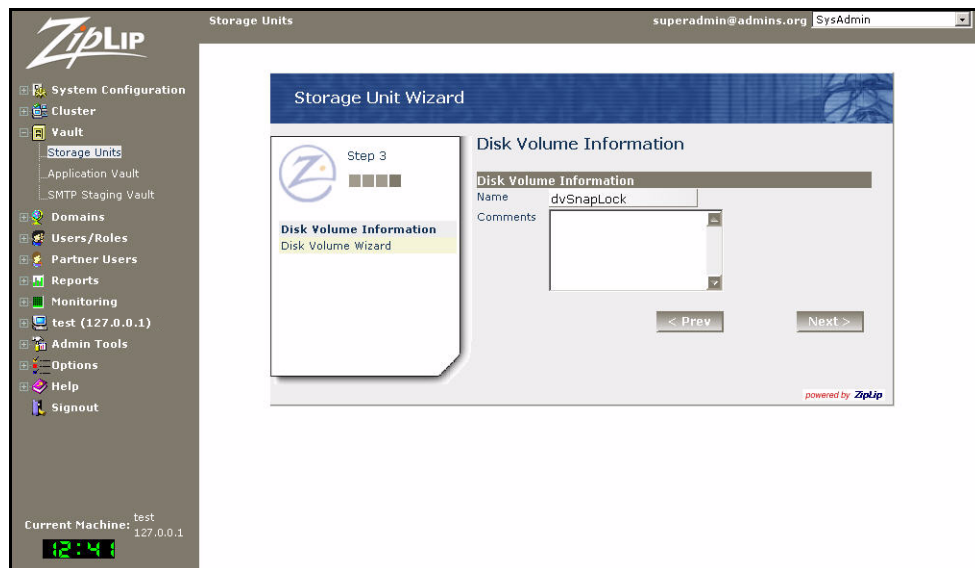 ZipLip
Storage Units
superadmin@admins.org SysAdmin
System Configuration
Cluster
Vault
Storage Units
Application Vault
SMTP Staging Vault
Domains
Users/Roles
Partner Users
Reports
Monitoring
test (127.0.0.1)
Admin Tools
Options
Help
Signout
Current Machine: test
127.0.0.1
12:41
Storage Unit Wizard
Step 3
Disk Volume Information
Disk Volume Wizard
Disk Volume Information
Disk Volume Information
Name dvSnapLock
Comments
< Prev Next >
powered by ZipLip